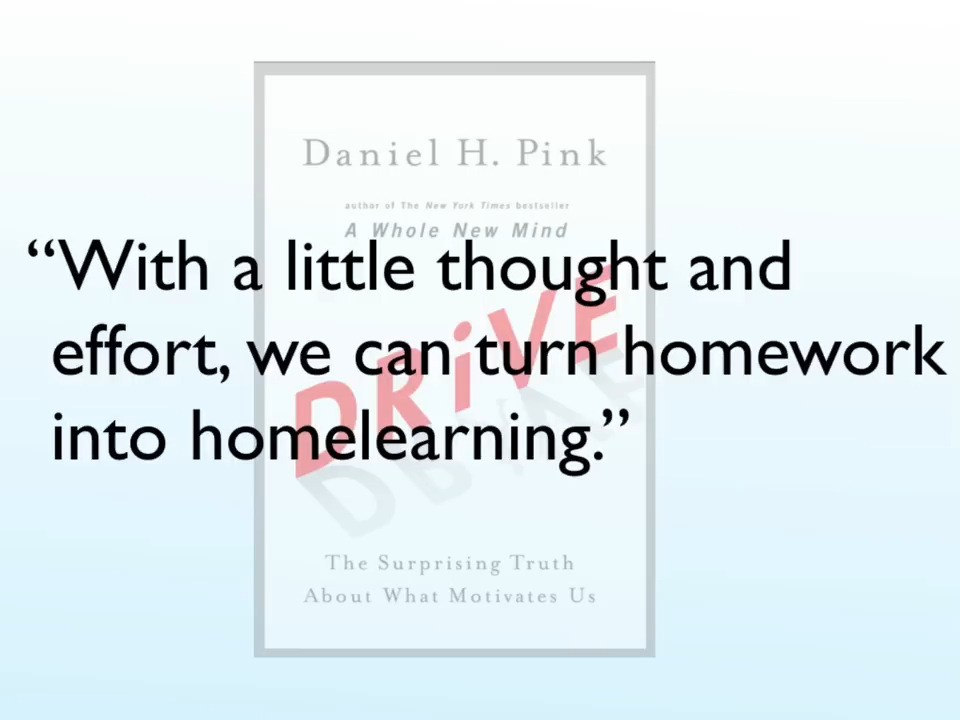 Daniel H. Pink
author of The New York Times bestseller
A Whole New Mind
“With a little thought and
effort, we can turn homework
into homelearning.”
DRiVE
The Surprising Truth
About What Motivates Us